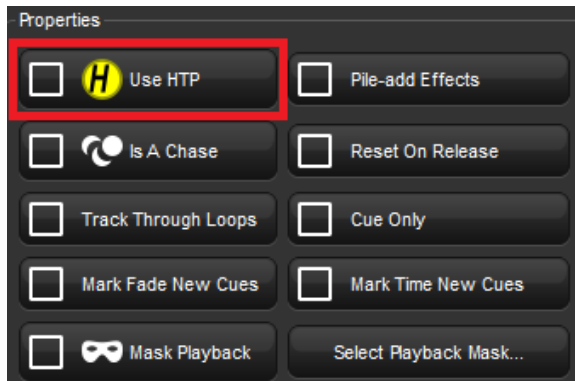 Properties
H Use HTP
Pile-add Effects
Is A Chase
Reset On Release
Track Through Loops
Cue Only
Mark Fade New Cues
Mark Time New Cues
Mask Playback
Select Playback Mask...